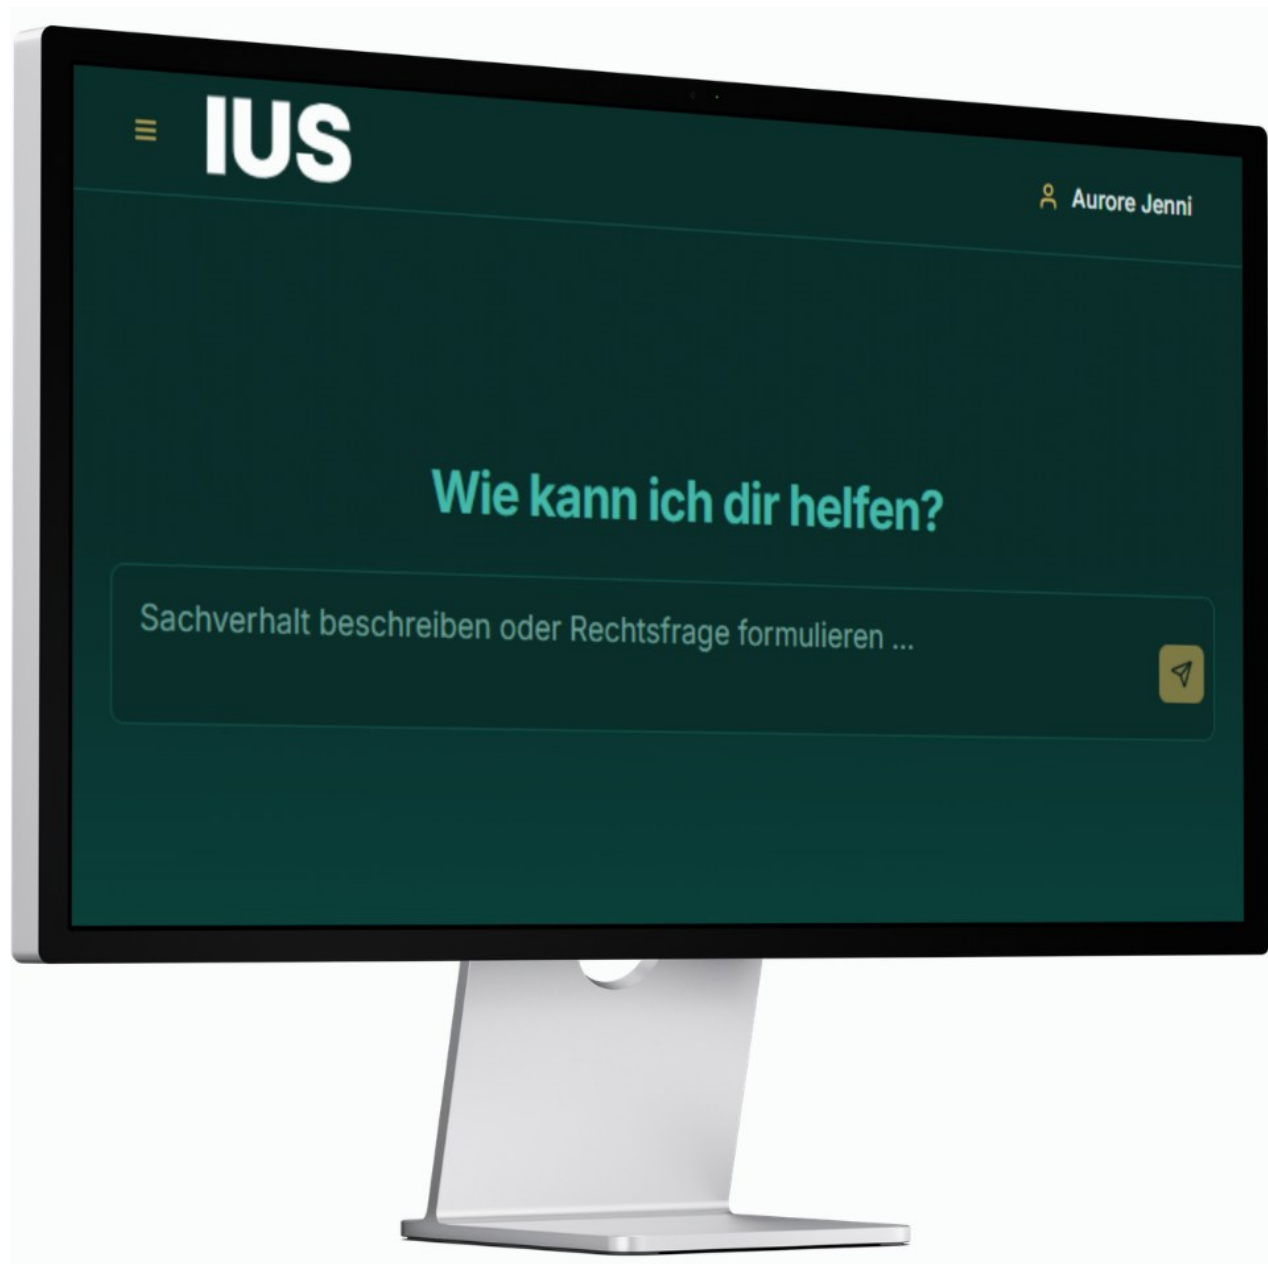 IUS
Aurore Jenni
Wie kann ich dir helfen?
Sachverhalt beschreiben oder Rechtsfrage formulieren ...